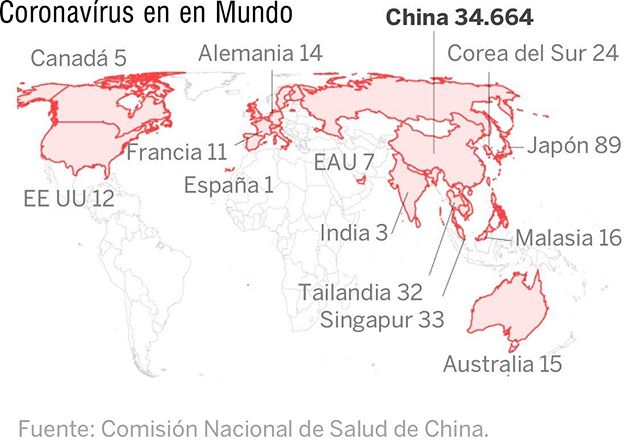 Coronavírus en en Mundo
China 34.664
Canadá 5
Alemania 14
Corea del Sur 24
Francia 11
EAU 7
Japón 89
España 1
EE UU 12
India 3
Malasia 16
Tailandia 32
Singapur 33
Australia 15
Fuente: Comisión Nacional de Salud de China.